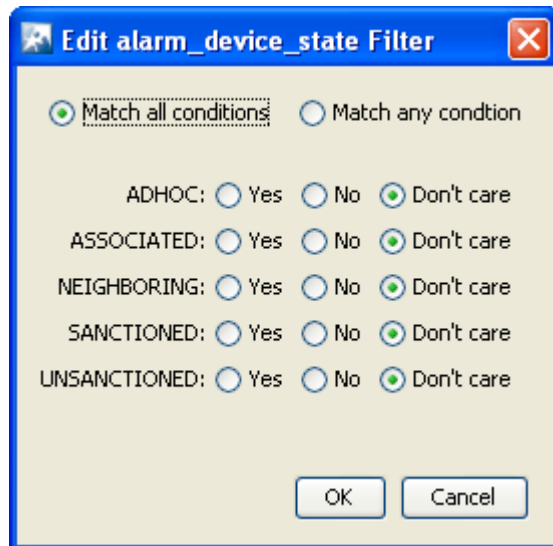 Edit alarm_device_state Filter
Match all conditions Match any condtion
ADHOC: Yes No Don't care
ASSOCIATED: Yes No Don't care
NEIGHBORING: Yes No Don't care
SANCTIONED: Yes No Don't care
UNSANCTIONED: Yes No Don't care
OK Cancel